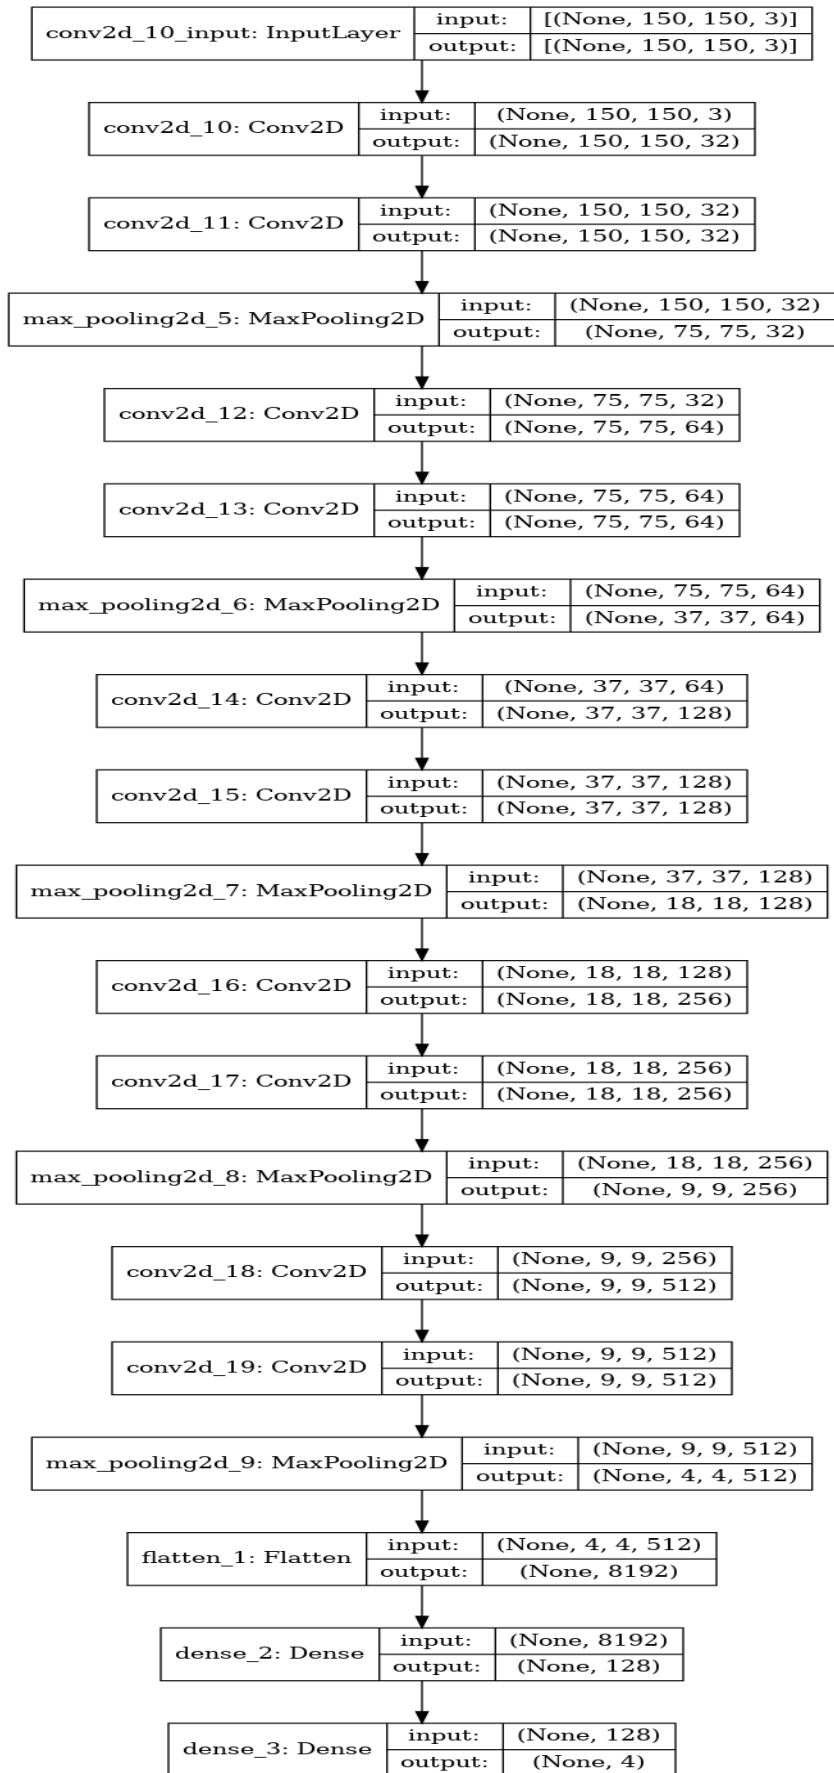 conv2d_10_input: InputLayer
input: [(None, 150, 150, 3)]
output: [(None, 150, 150, 3)]
conv2d_10: Conv2D
input: (None, 150, 150, 3)
output: (None, 150, 150, 32)
conv2d_11: Conv2D
input: (None, 150, 150, 32)
output: (None, 150, 150, 32)
max_pooling2d_5: MaxPooling2D
input: (None, 150, 150, 32)
output: (None, 75, 75, 32)
conv2d_12: Conv2D
input: (None, 75, 75, 32)
output: (None, 75, 75, 64)
conv2d_13: Conv2D
input: (None, 75, 75, 64)
output: (None, 75, 75, 64)
max_pooling2d_6: MaxPooling2D
input: (None, 75, 75, 64)
output: (None, 37, 37, 64)
conv2d_14: Conv2D
input: (None, 37, 37, 64)
output: (None, 37, 37, 128)
conv2d_15: Conv2D
input: (None, 37, 37, 128)
output: (None, 37, 37, 128)
max_pooling2d_7: MaxPooling2D
input: (None, 37, 37, 128)
output: (None, 18, 18, 128)
conv2d_16: Conv2D
input: (None, 18, 18, 128)
output: (None, 18, 18, 256)
conv2d_17: Conv2D
input: (None, 18, 18, 256)
output: (None, 18, 18, 256)
max_pooling2d_8: MaxPooling2D
input: (None, 18, 18, 256)
output: (None, 9, 9, 256)
conv2d_18: Conv2D
input: (None, 9, 9, 256)
output: (None, 9, 9, 512)
conv2d_19: Conv2D
input: (None, 9, 9, 512)
output: (None, 9, 9, 512)
max_pooling2d_9: MaxPooling2D
input: (None, 9, 9, 512)
output: (None, 4, 4, 512)
flatten_1: Flatten
input: (None, 4, 4, 512)
output: (None, 8192)
dense_2: Dense
input: (None, 8192)
output: (None, 128)
dense_3: Dense
input: (None, 128)
output: (None, 4)